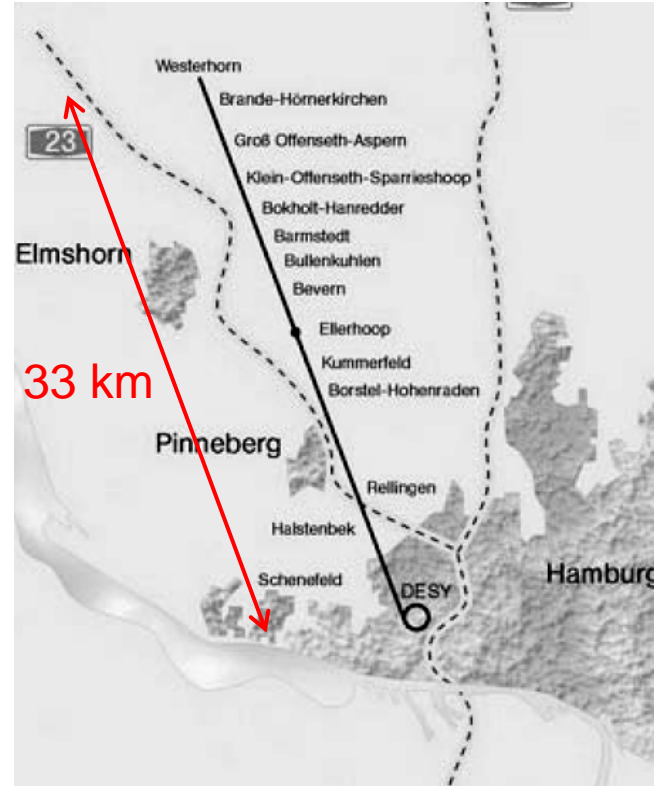 Westerhorn
Brande-Hörnerkirchen
23
Groß Offenseth-Aspern
Klein-Offenseth-Sparrieshoop
Bokholt-Hanredder
Barmstedt
Elmshorn
Bullenkuhlen
Bevern
Ellerhoop
Kummerfeld
33 km
Borstel-Hohenraden
Pinneberg
Rellingen
Halstenbek
Schenefeld
Hamburg
DESY